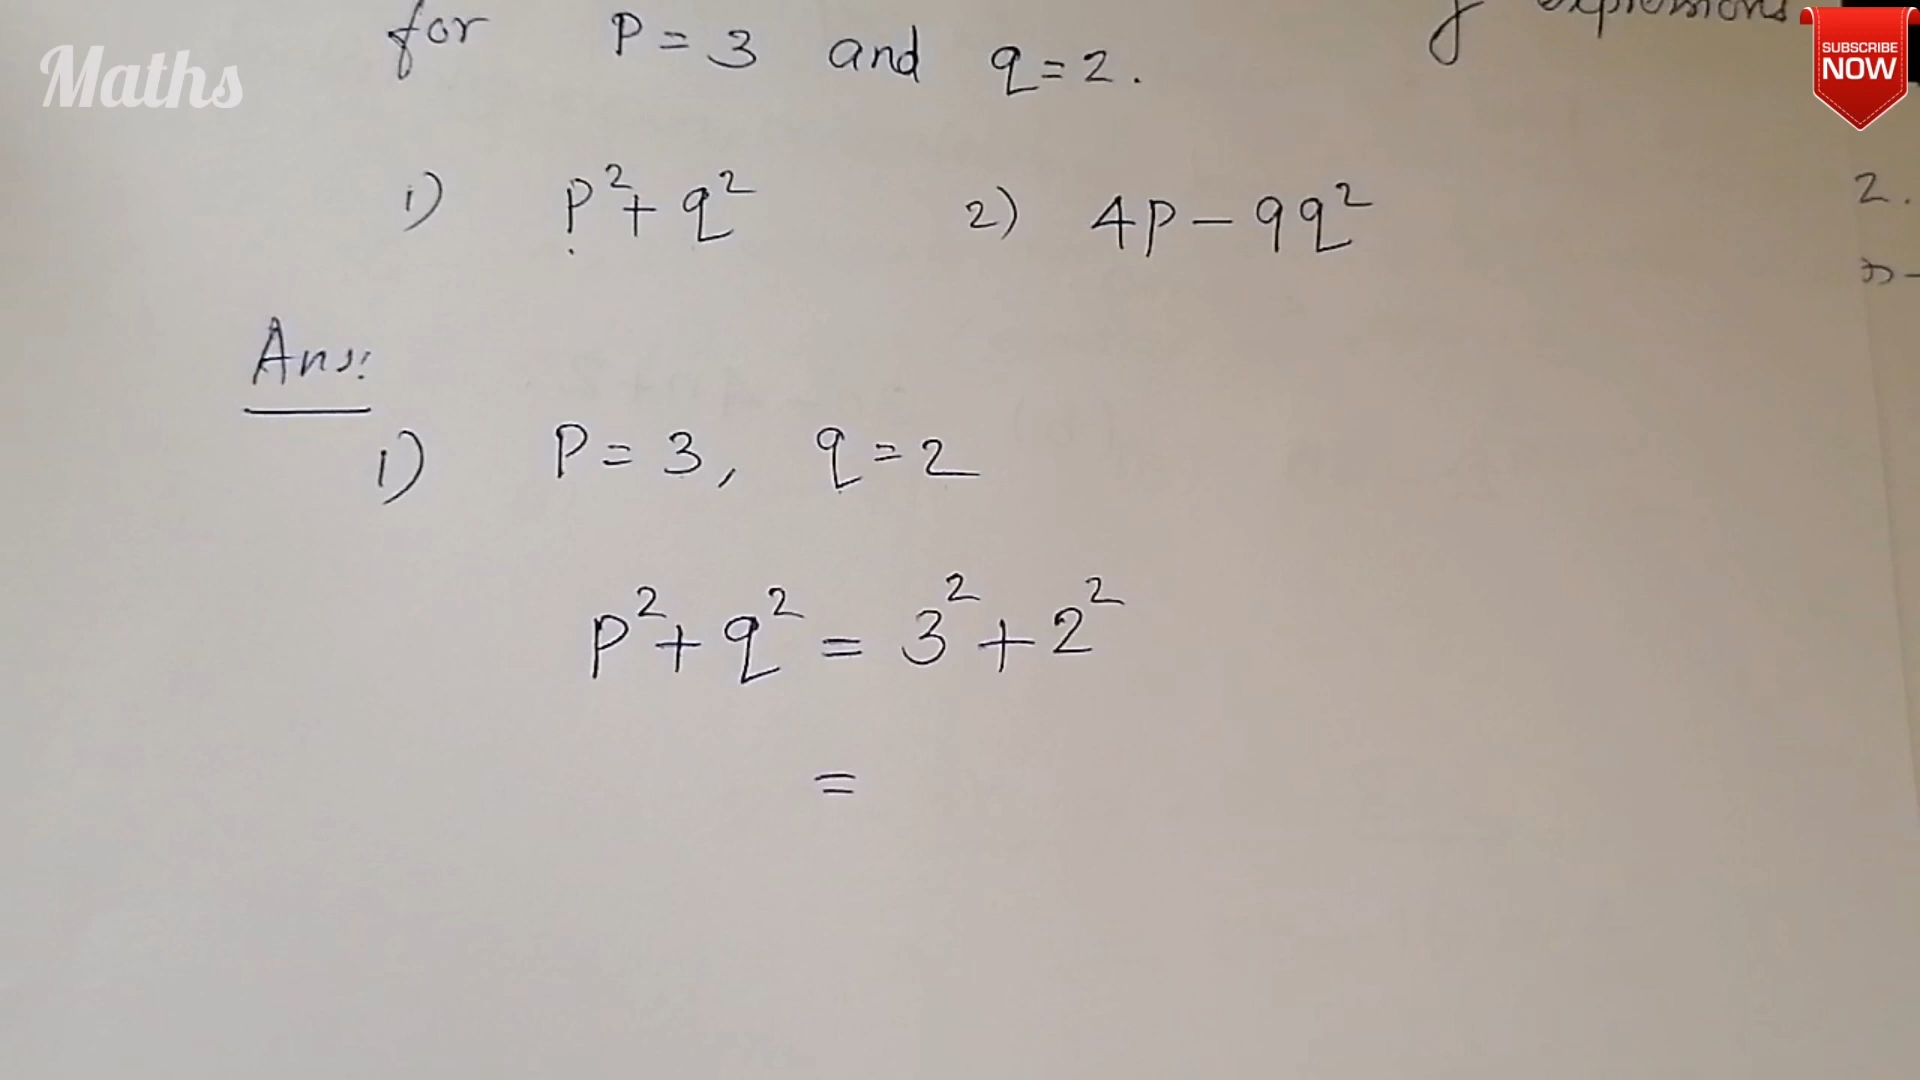 Maths
SUBSCRIBE
NOW
expressions
for P = 3 and q = 2.
1) P² + q² 2) 4P - 9q²
2.
Ans:
1) P = 3, q = 2
P² + q² = 3² + 2²
=